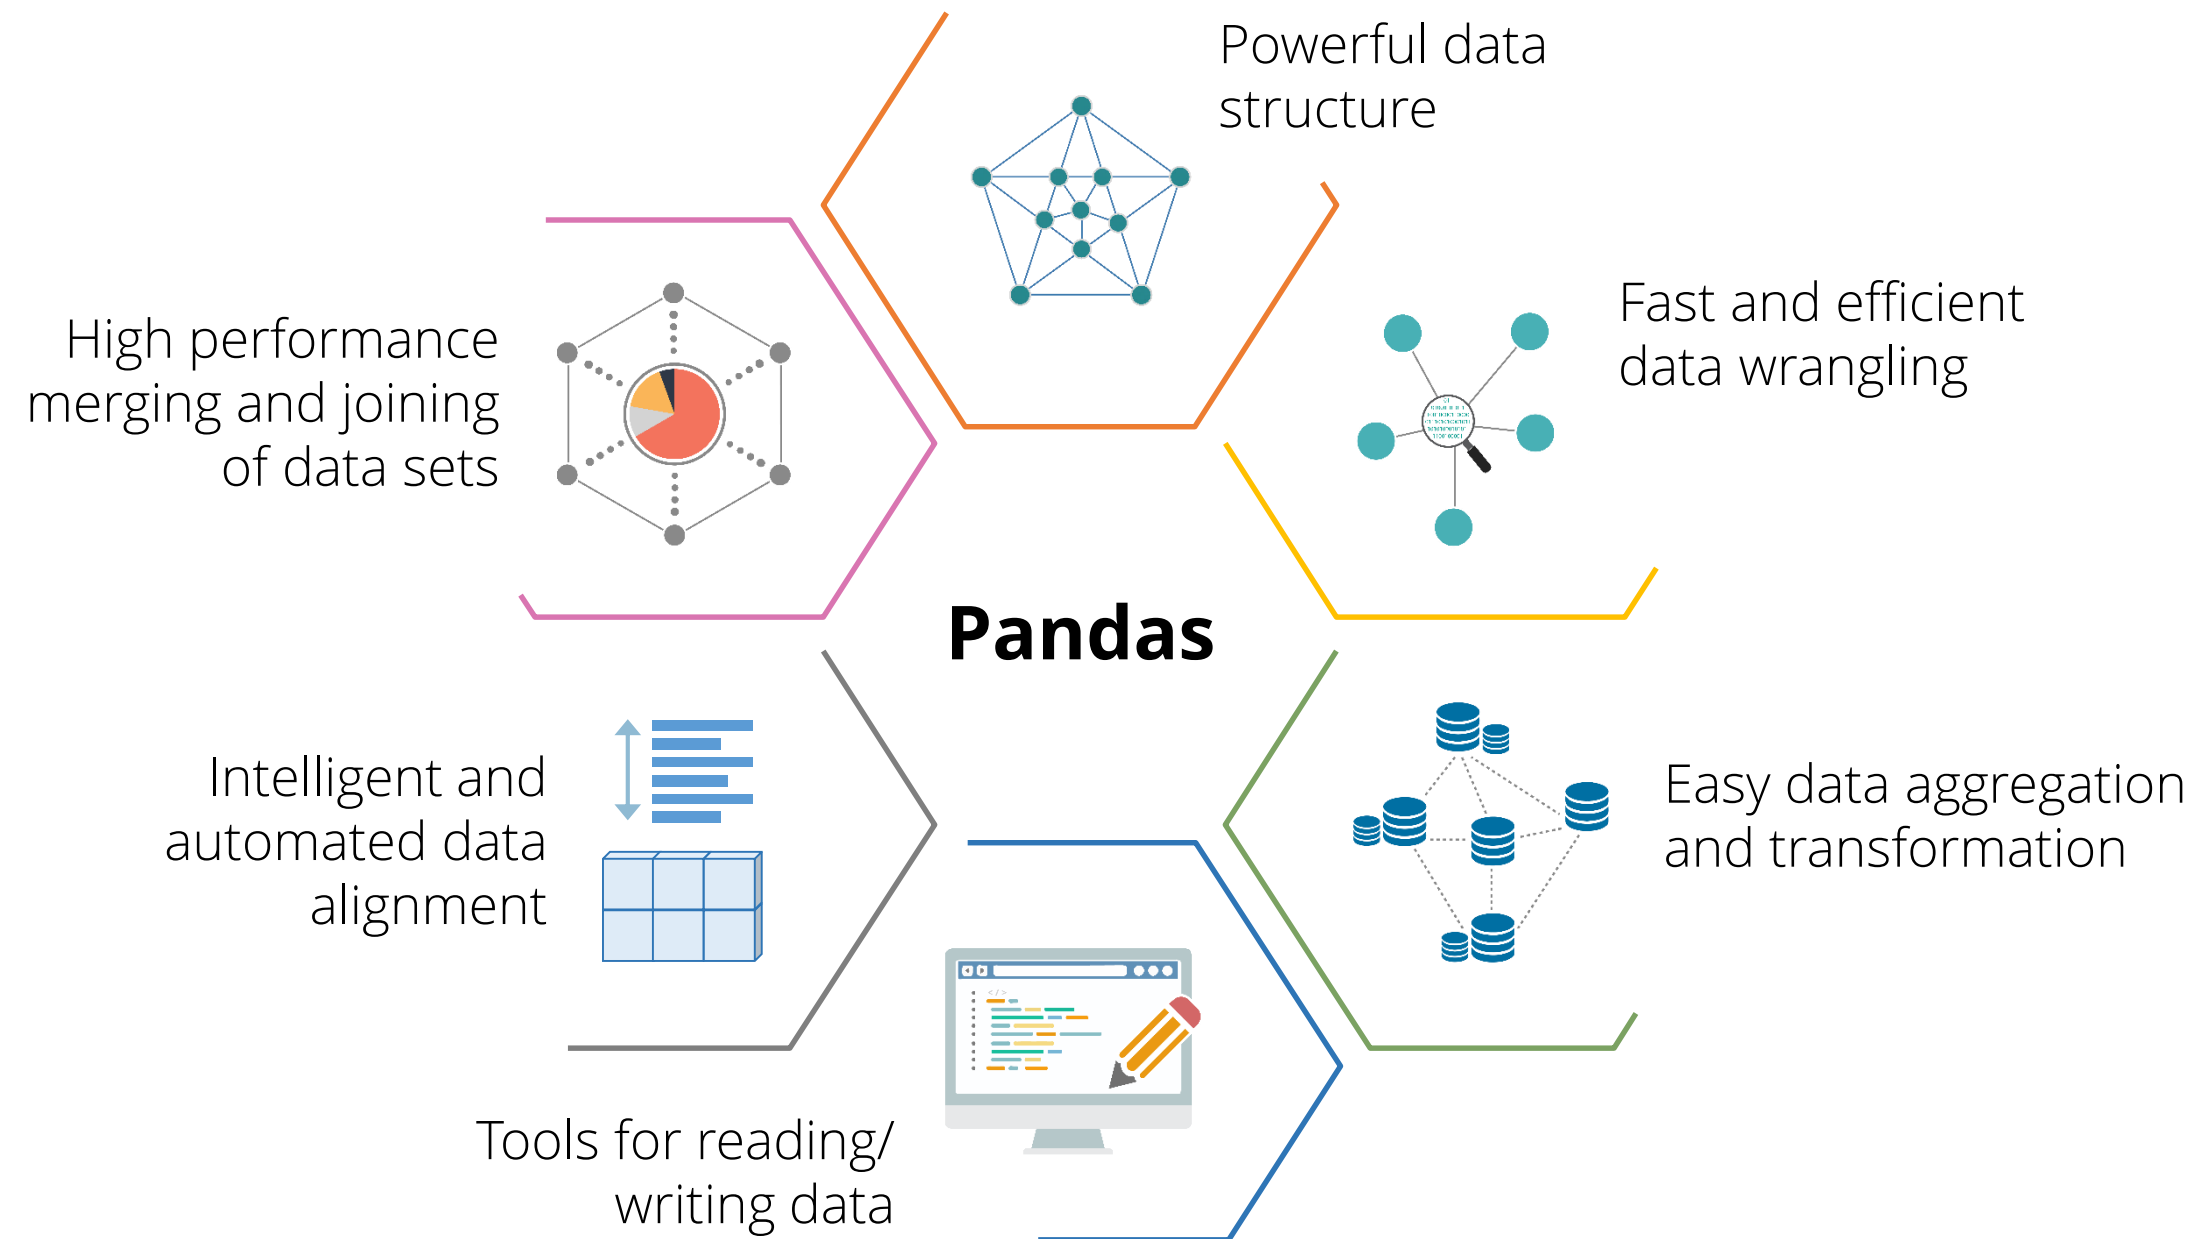 Powerful data
structure
Fast and efficient
data wrangling
High performance
merging and joining
of data sets
Pandas
Intelligent and
automated data
alignment
Easy data aggregation
and transformation
Tools for reading/
writing data